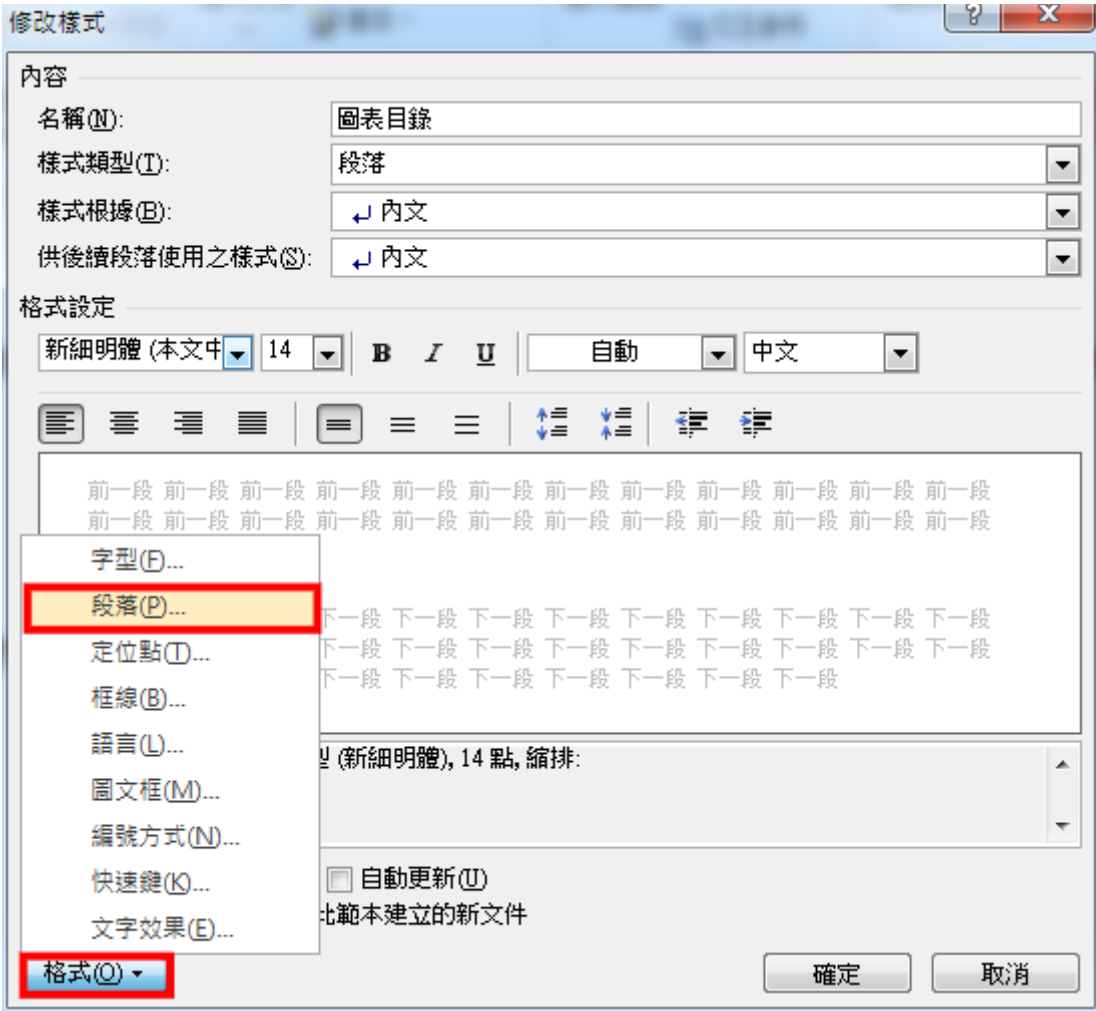 修改樣式
內容
名稱(N):
圖表目錄
樣式類型(T):
段落
樣式根據(B):
內文
供後續段落使用之樣式(S):
內文
格式設定
新細明體 (本文中
14
B I U
自動
中文
前一段 前一段 前一段 前一段 前一段 前一段 前一段 前一段 前一段 前一段 前一段 前一段
前一段 前一段 前一段 前一段 前一段 前一段 前一段 前一段 前一段 前一段 前一段 前一段
下一段 下一段 下一段 下一段 下一段 下一段 下一段 下一段 下一段
下一段 下一段 下一段 下一段 下一段 下一段 下一段 下一段 下一段
下一段 下一段 下一段 下一段 下一段 下一段 下一段
(新細明體), 14 點, 縮排:
自動更新(U)
此範本建立的新文件
字型(F)...
段落(P)...
定位點(T)...
框線(B)...
語言(L)...
圖文框(M)...
編號方式(N)...
快速鍵(K)...
文字效果(E)...
格式(O)
確定
取消